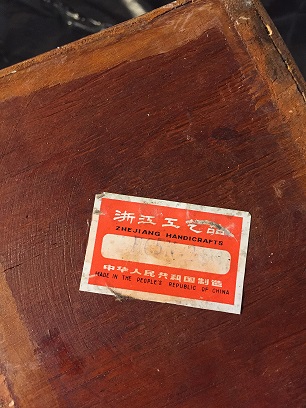 浙江工艺品
ZHEJIANG HANDICRAFTS
中华人民共和国制造
MADE IN THE PEOPLE'S REPUBLIC OF CHINA